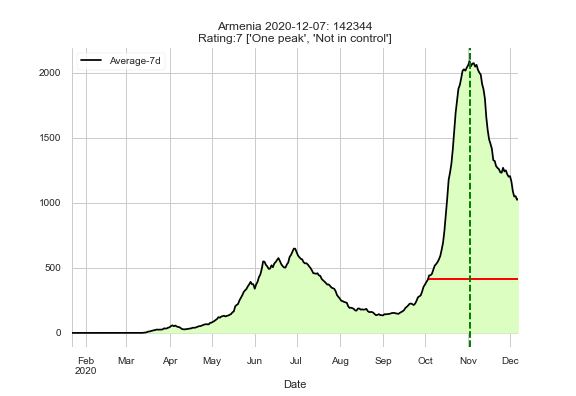 Armenia 2020-12-07: 142344
Rating:7 ['One peak', 'Not in control']
Average-7d
2000
1500
1000
500
0
Feb Mar Apr May Jun Jul Aug Sep Oct Nov Dec
2020
Date